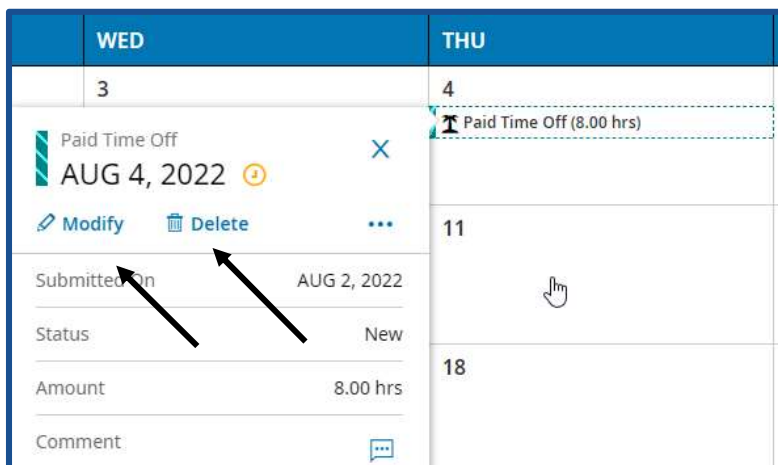 WED THU
3 4
Paid Time Off (8.00 hrs)
Paid Time Off
AUG 4, 2022
Modify Delete
11
Submitted On AUG 2, 2022
Status New
18
Amount 8.00 hrs
Comment